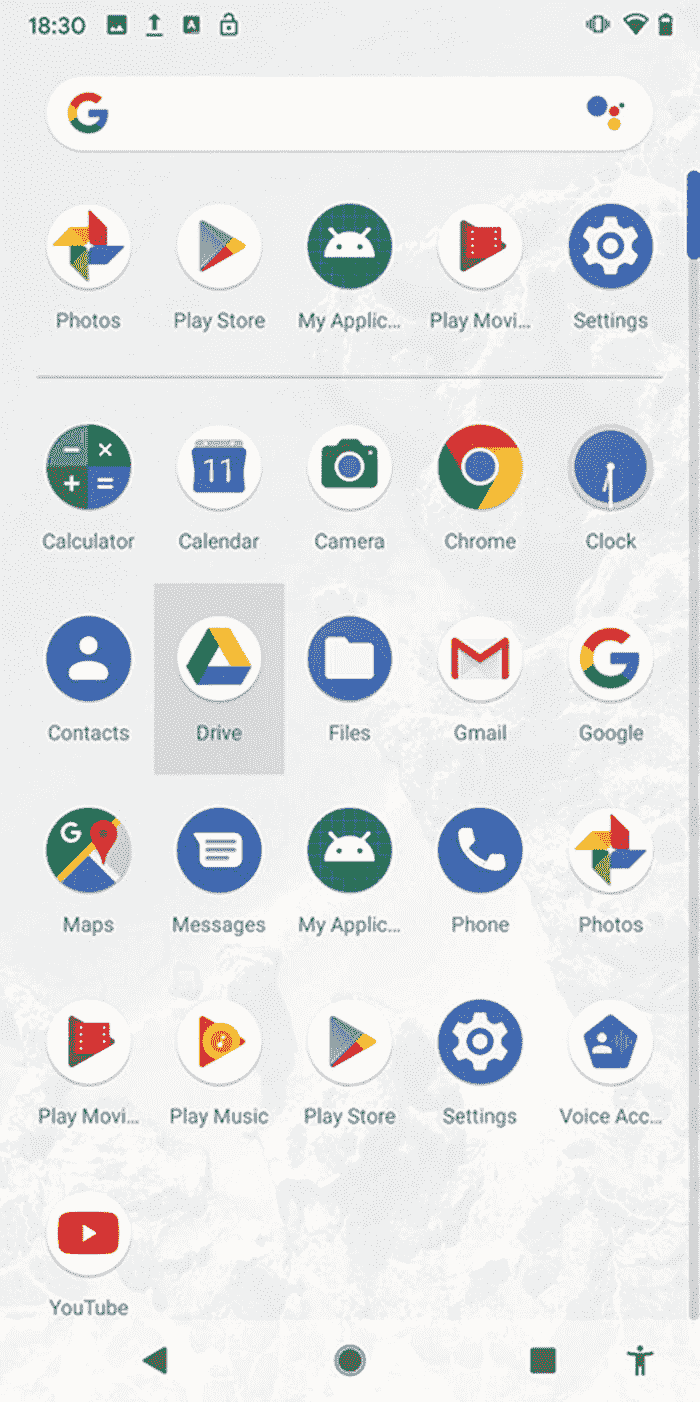 18:30
Photos Play Store My Applic... Play Movi... Settings
11
Calculator Calendar Camera Chrome Clock
Contacts Drive Files Gmail Google
Maps Messages My Applic... Phone Photos
Play Movi... Play Music Play Store Settings Voice Acc...
YouTube